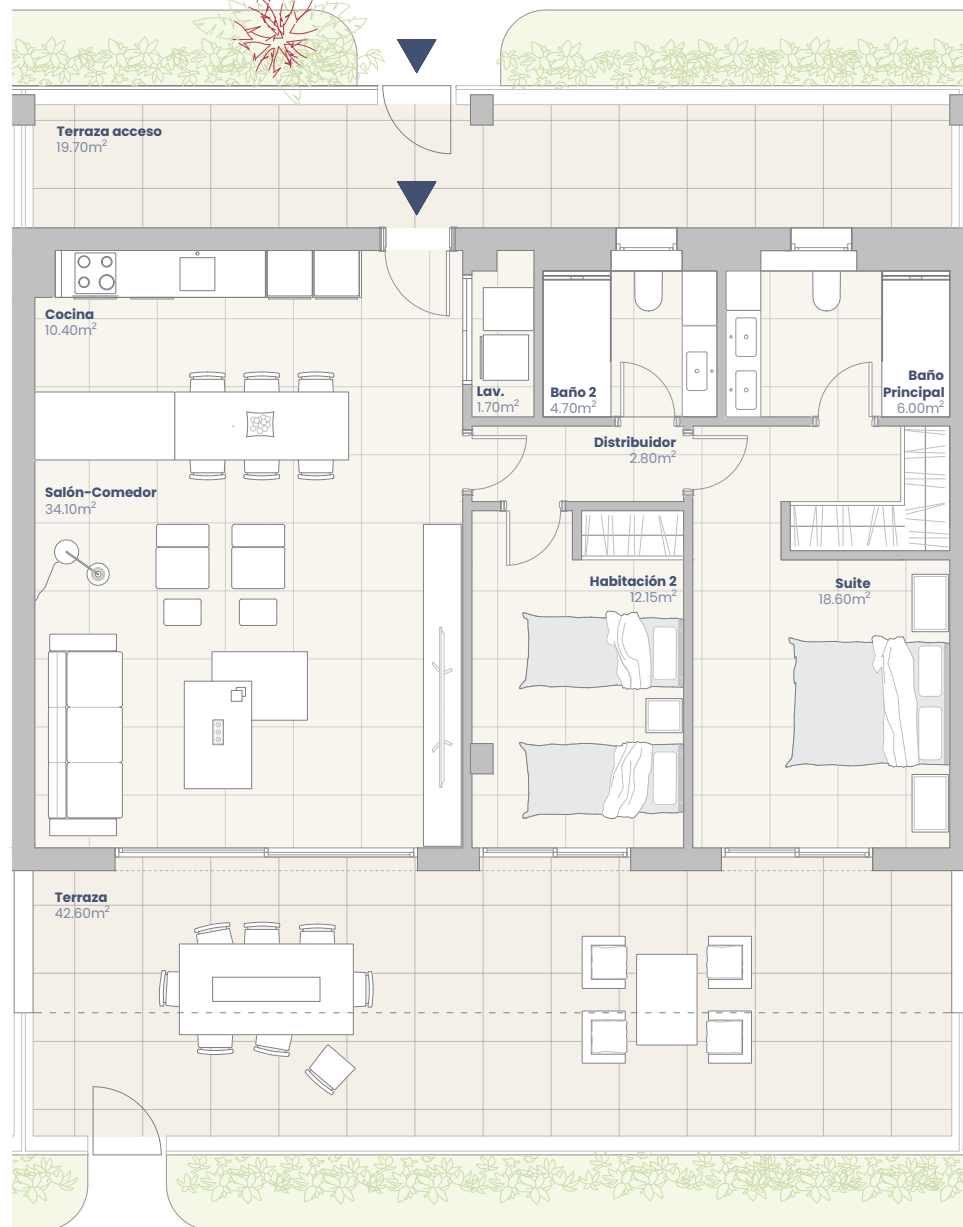 Terraza acceso
19.70m²
Cocina
10.40m²
Lav.
1.70m²
Baño 2
4.70m²
Baño
Principal
6.00m²
Distribuidor
2.80m²
Salón-Comedor
34.10m²
Habitación 2
12.15m²
Suite
18.60m²
Terraza
42.60m²